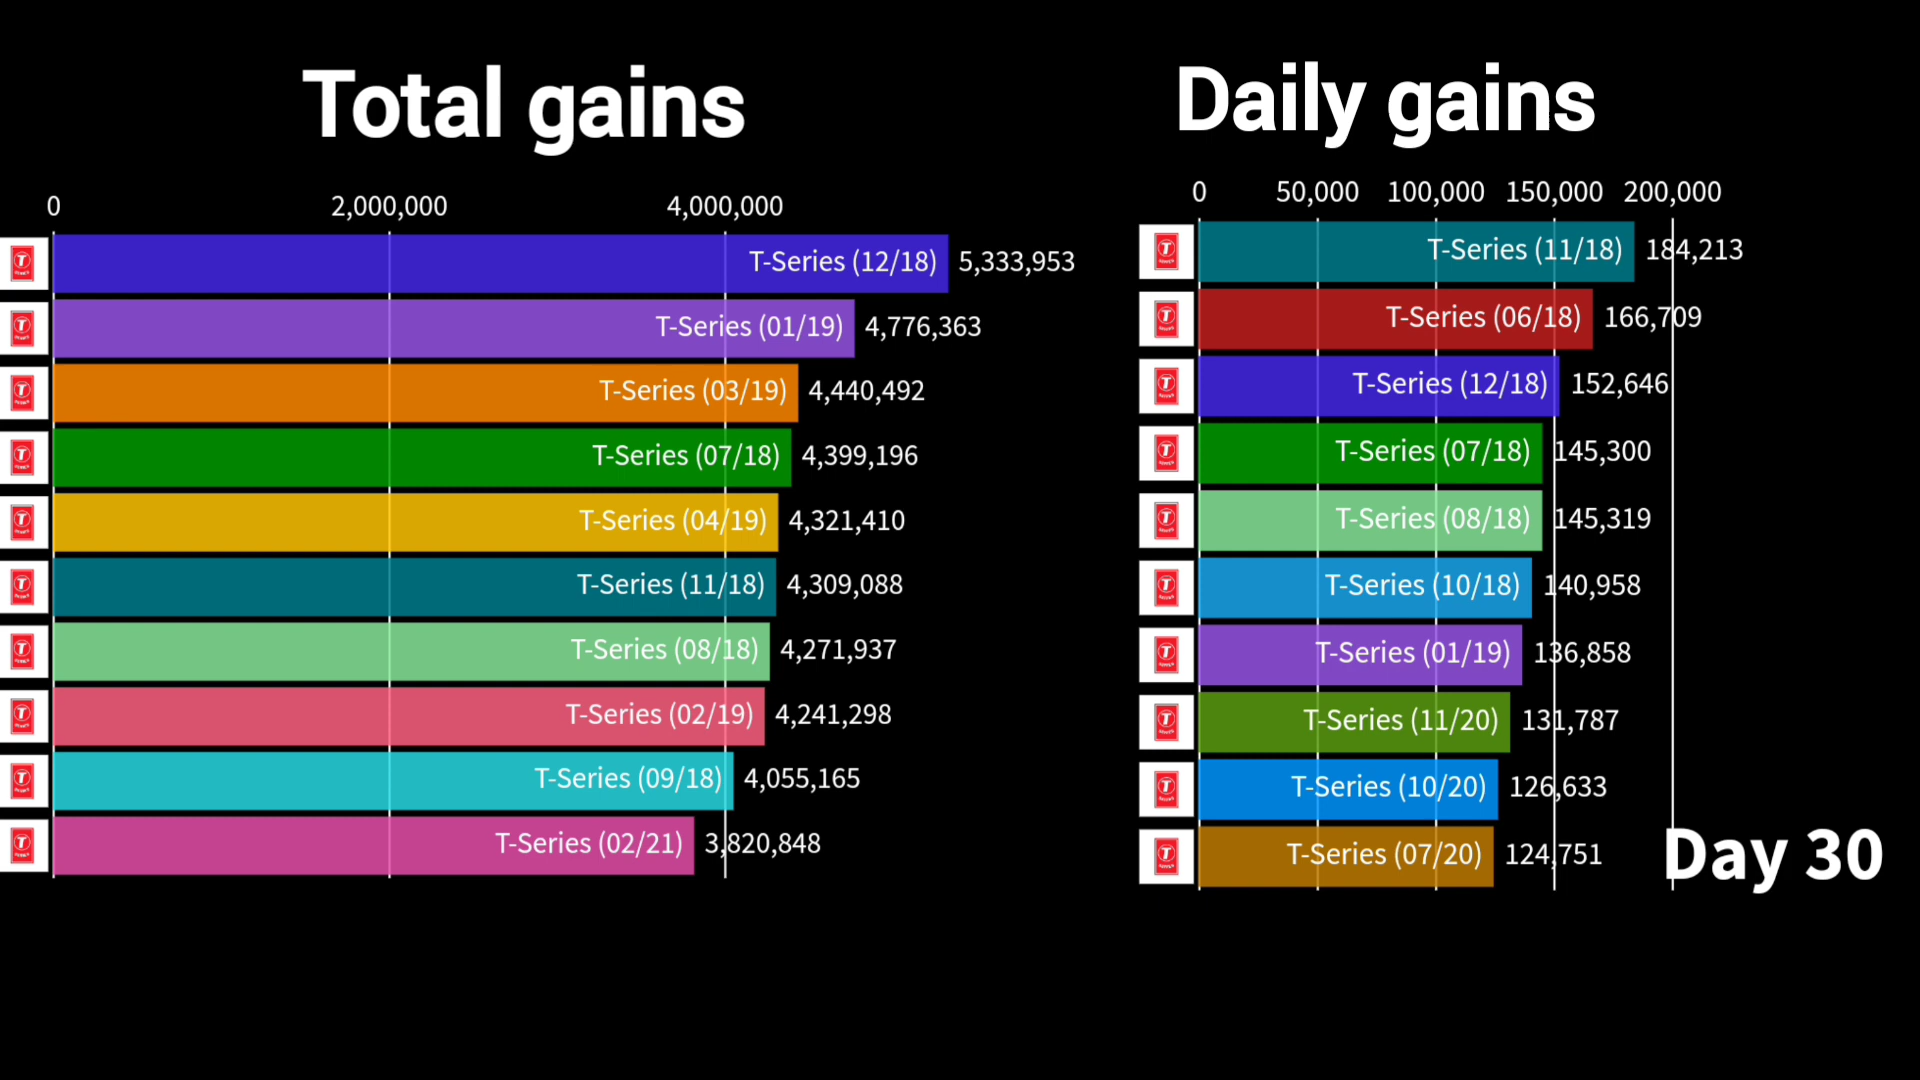 Total gains
0 2,000,000 4,000,000
T-Series (12/18) 5,333,953
T-Series (01/19) 4,776,363
T-Series (03/19) 4,440,492
T-Series (07/18) 4,399,196
T-Series (04/19) 4,321,410
T-Series (11/18) 4,309,088
T-Series (08/18) 4,271,937
T-Series (02/19) 4,241,298
T-Series (09/18) 4,055,165
T-Series (02/21) 3,820,848
Daily gains
0 50,000 100,000 150,000 200,000
T-Series (11/18) 184,213
T-Series (06/18) 166,709
T-Series (12/18) 152,646
T-Series (07/18) 145,300
T-Series (08/18) 145,319
T-Series (10/18) 140,958
T-Series (01/19) 136,858
T-Series (11/20) 131,787
T-Series (10/20) 126,633
T-Series (07/20) 124,751
Day 30